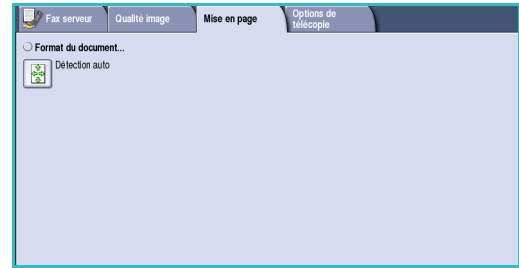 Fax serveur
Qualité image
Mise en page
Options de
télécopie
Format du document...
Détection auto